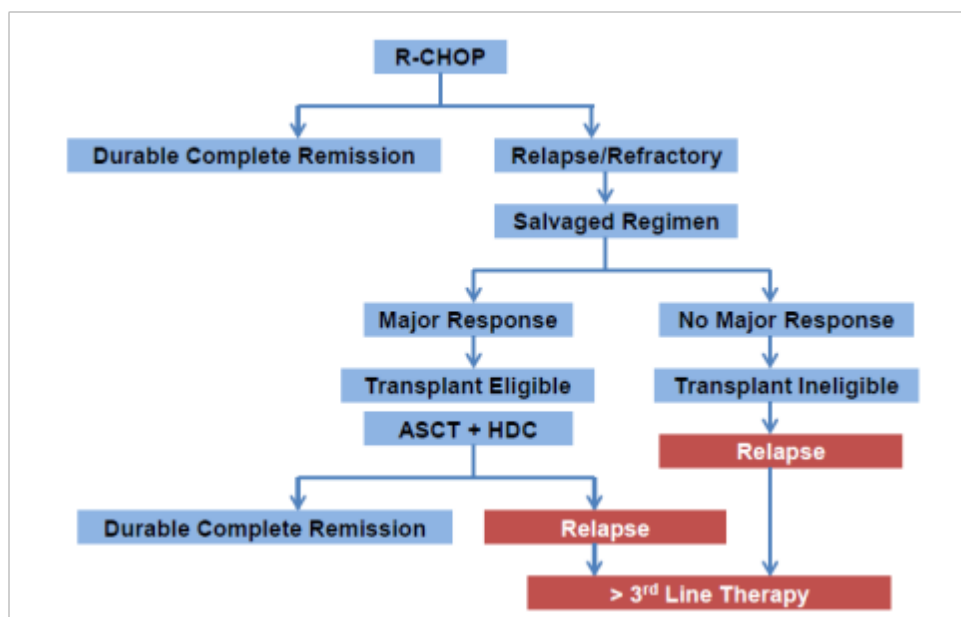 R-CHOP
Durable Complete Remission
Relapse/Refractory
Salvaged Regimen
Major Response
No Major Response
Transplant Eligible
Transplant Ineligible
ASCT + HDC
Relapse
Durable Complete Remission
Relapse
> 3rd Line Therapy